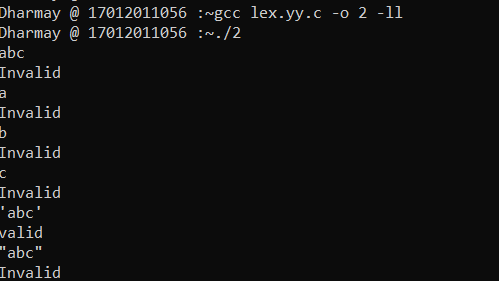 Dharmay @ 17012011056 :~gcc lex.yy.c -o 2 -ll
Dharmay @ 17012011056 :~./2
abc
Invalid
a
Invalid
b
Invalid
c
Invalid
'abc'
valid
"abc"
Invalid